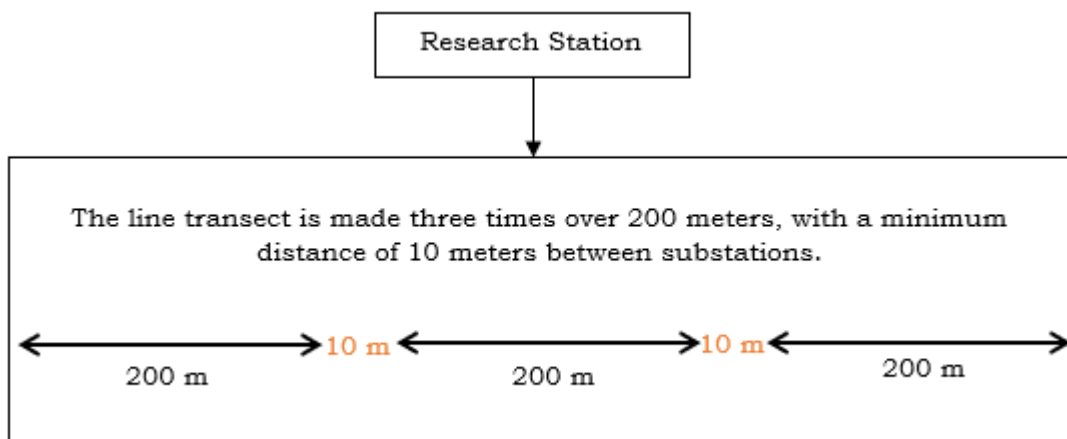 Research Station
The line transect is made three times over 200 meters, with a minimum
distance of 10 meters between substations.
10 m
10 m
200 m
200 m
200 m